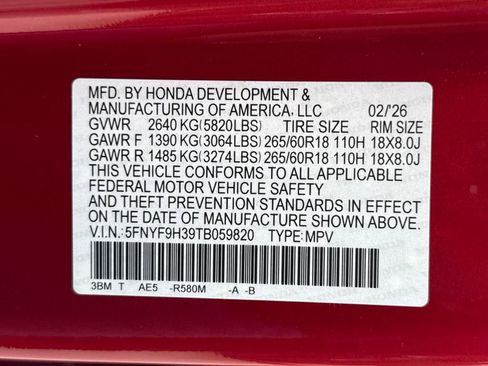 MFD. BY HONDA DEVELOPMENT &
MANUFACTURING OF AMERICA, LLC 02/'26
GVWR 2640 KG (5820LBS) TIRE SIZE RIM SIZE
GAWR F 1390 KG (3064LBS) 265/60R18 110H 18X8.0J
GAWR R 1485 KG (3274LBS) 265/60R18 110H 18X8.0J
THIS VEHICLE CONFORMS TO ALL APPLICABLE
FEDERAL MOTOR VEHICLE SAFETY
AND THEFT PREVENTION STANDARDS IN EFFECT ON
THE DATE OF MANUFACTURE SHOWN ABOVE.
V.I.N.: 5FNYF9H39TB059820 TYPE: MPV
3BM T AE5 -R580M -A -B